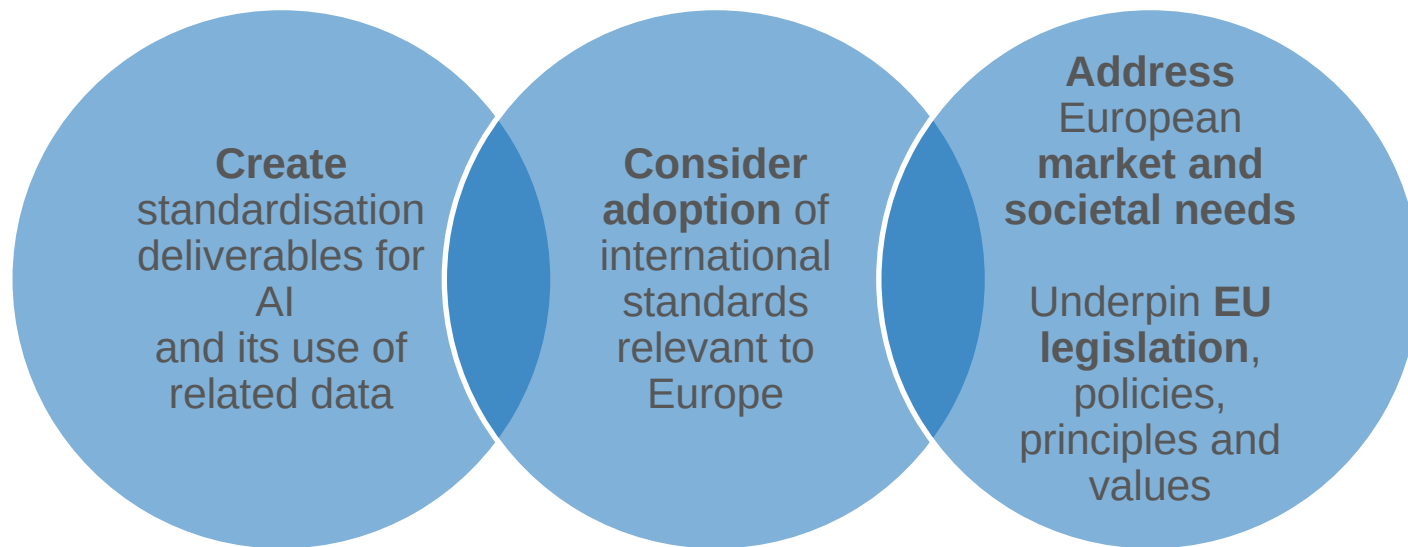 Create
standardisation
deliverables for
AI
and its use of
related data
Consider
adoption of
international
standards
relevant to
Europe
Address
European
market and
societal needs
Underpin EU
legislation,
policies,
principles and
values